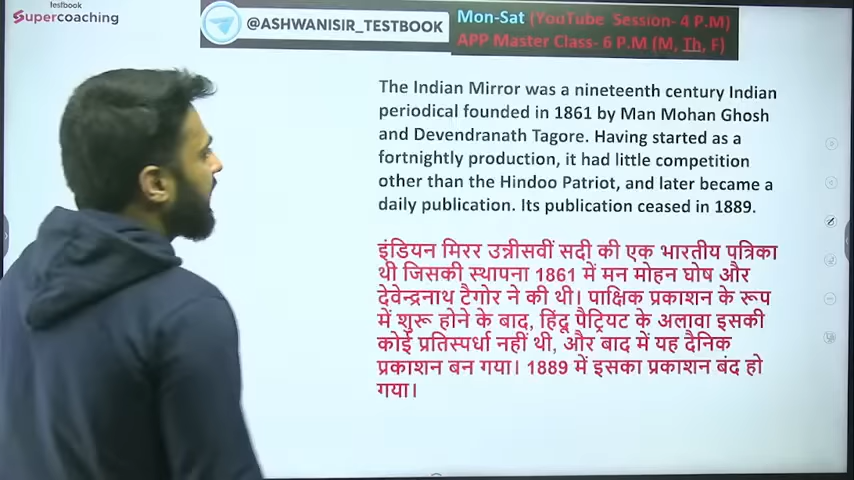 testbook
Supercoaching
@ASHWANISIR_TESTBOOK
Mon-Sat (YouTube Session- 4 P.M)
APP Master Class- 6 P.M (M, Th, F)
The Indian Mirror was a nineteenth century Indian
periodical founded in 1861 by Man Mohan Ghosh
and Devendranath Tagore. Having started as a
fortnightly production, it had little competition
other than the Hindoo Patriot, and later became a
daily publication. Its publication ceased in 1889.
इंडियन मिरर उन्नीसवीं सदी की एक भारतीय पत्रिका
थी जिसकी स्थापना 1861 में मन मोहन घोष और
देवेन्द्रनाथ टैगोर ने की थी। पाक्षिक प्रकाशन के रूप
में शुरू होने के बाद, हिंदू पैट्रियट के अलावा इसकी
कोई प्रतिस्पर्धा नहीं थी, और बाद में यह दैनिक
प्रकाशन बन गया। 1889 में इसका प्रकाशन बंद हो
गया।